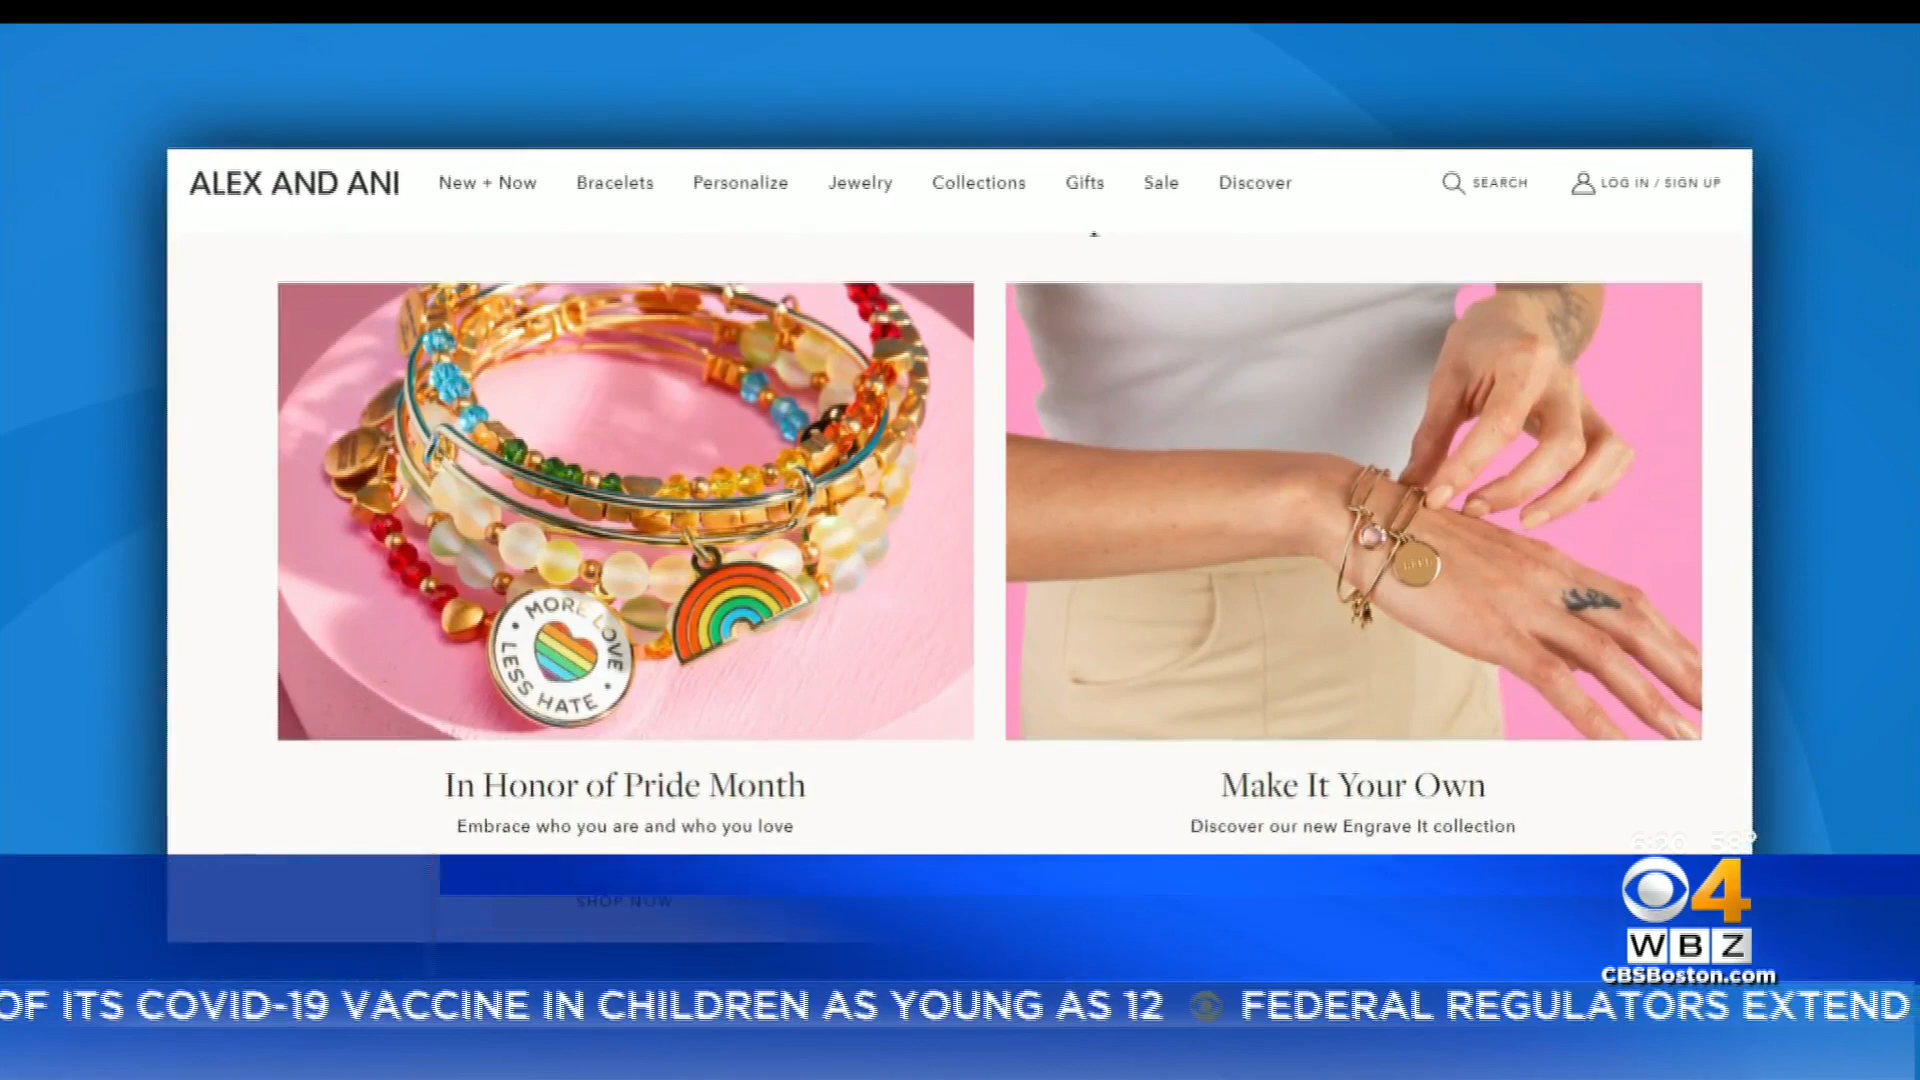 ALEX AND ANI New + Now Bracelets Personalize Jewelry Collections Gifts Sale Discover SEARCH LOG IN / SIGN UP
MORE LOVE
LESS HATE
In Honor of Pride Month
Embrace who you are and who you love
Make It Your Own
Discover our new Engrave It collection
6:20 58°
SHOP NOW
4
WBZ
CBSBoston.com
OF ITS COVID-19 VACCINE IN CHILDREN AS YOUNG AS 12 FEDERAL REGULATORS EXTEND